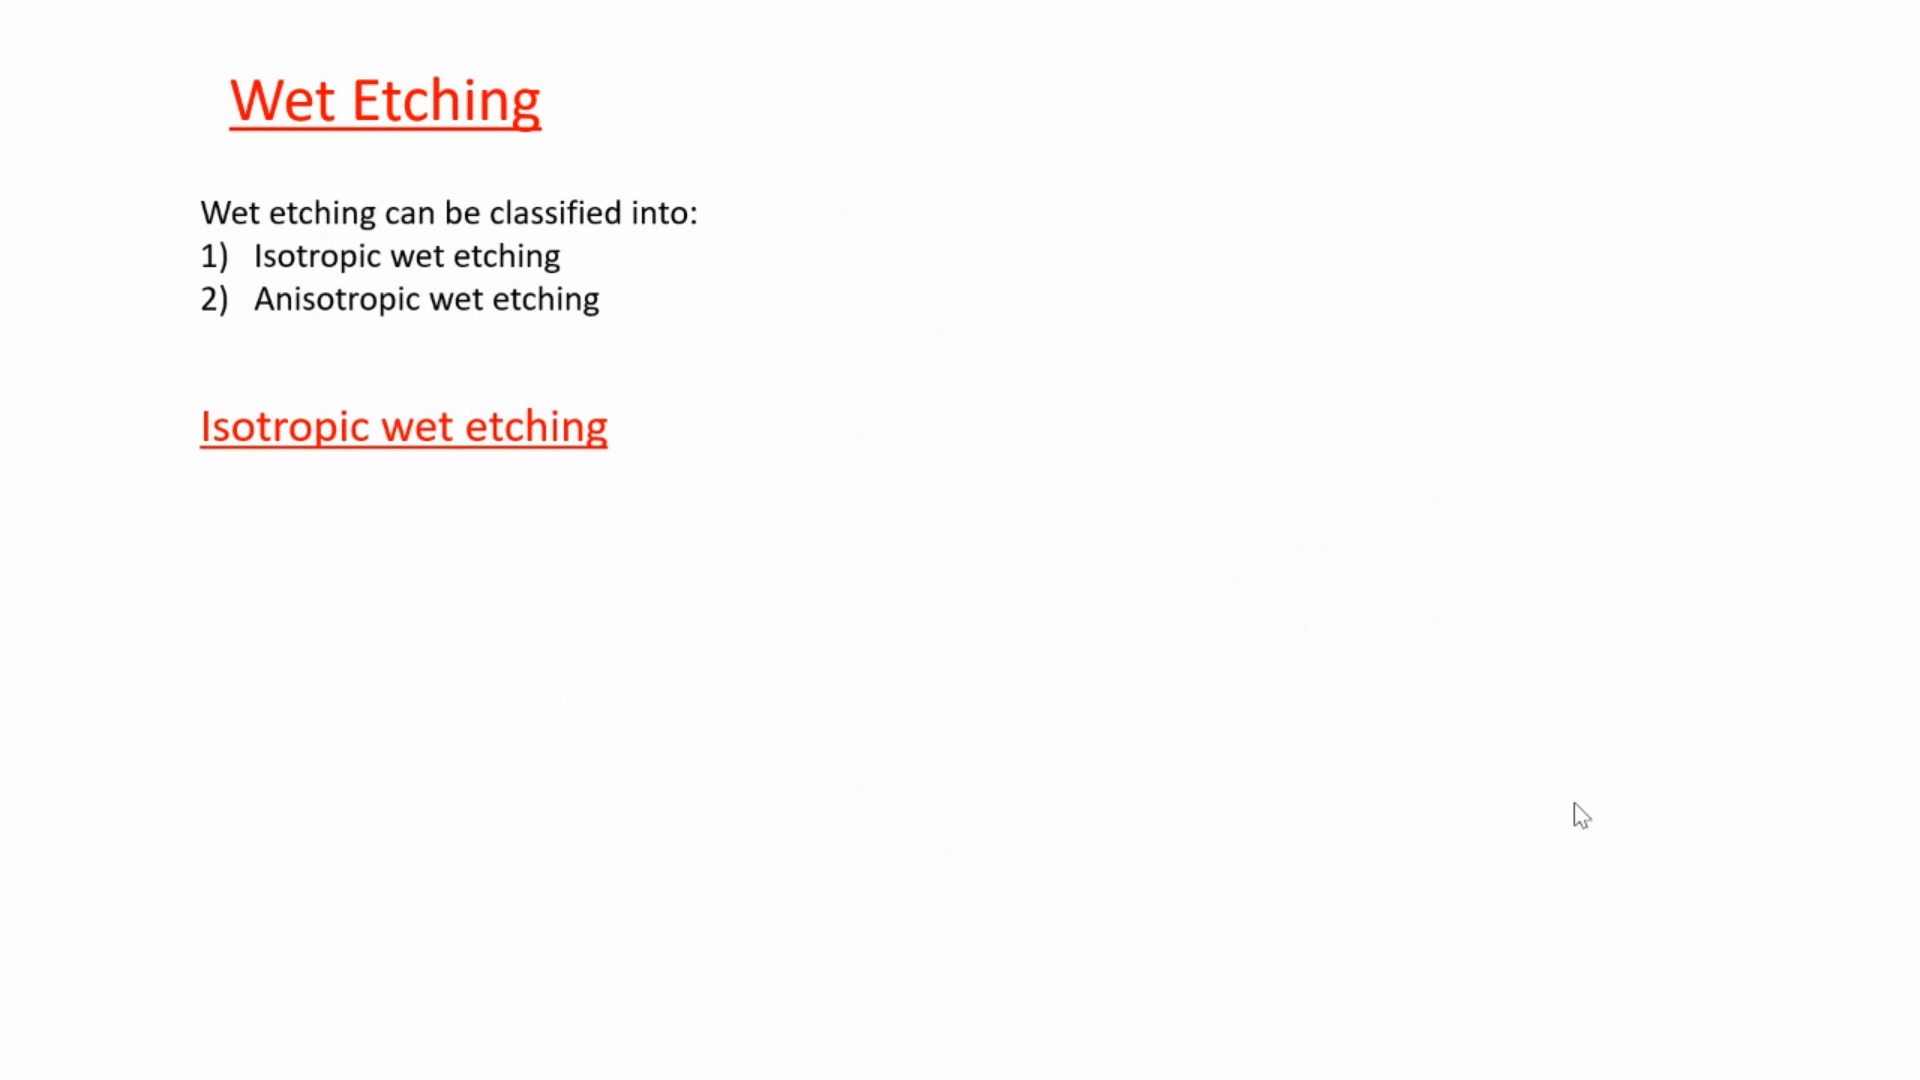 Wet Etching
Wet etching can be classified into:
1) Isotropic wet etching
2) Anisotropic wet etching
Isotropic wet etching